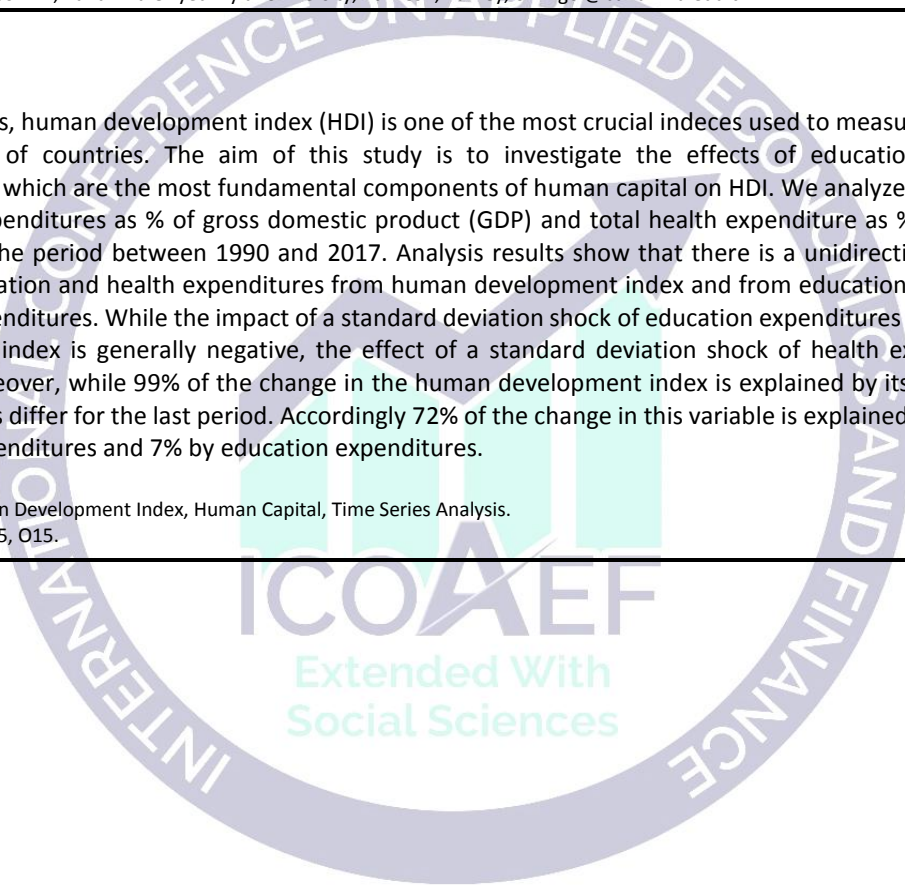 s, human development index (HDI) is one of the most crucial indeces used to measu
of countries. The aim of this study is to investigate the effects of educatio
which are the most fundamental components of human capital on HDI. We analyze
penditures as % of gross domestic product (GDP) and total health expenditure as %
he period between 1990 and 2017. Analysis results show that there is a unidirecti
ation and health expenditures from human development index and from education
enditures. While the impact of a standard deviation shock of education expenditures
index is generally negative, the effect of a standard deviation shock of health ex
eover, while 99% of the change in the human development index is explained by its
s differ for the last period. Accordingly 72% of the change in this variable is explained
enditures and 7% by education expenditures.
n Development Index, Human Capital, Time Series Analysis.
5, O15.
INTERNATIONAL CONFERENCE ON APPLIED ECONOMICS AND FINANCE
ICOAEF
Extended With
Social Sciences